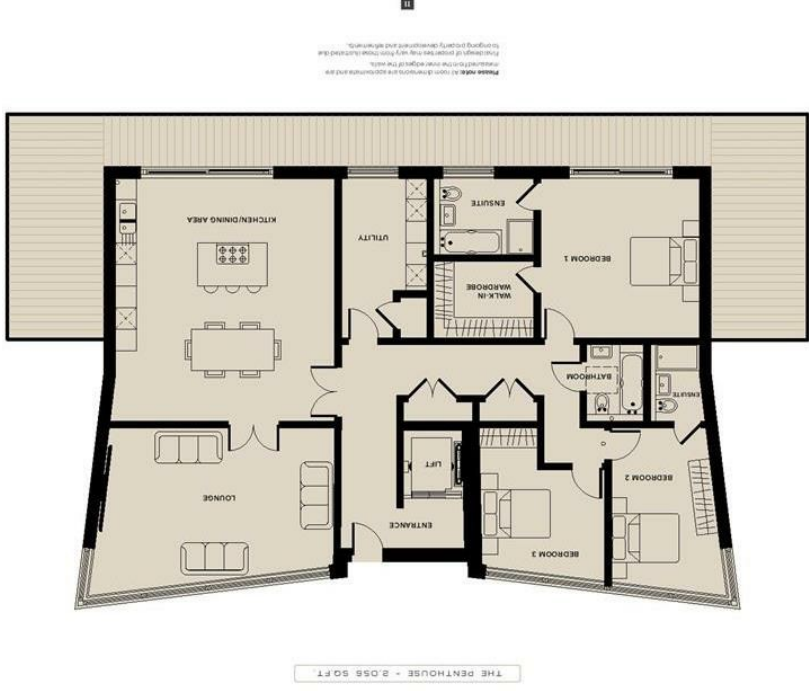 THE PENTHOUSE - 2,056 SQ.FT.
BEDROOM 3
ENTRANCE
LOUNGE
BEDROOM 2
LIFT
ENSUITE
BATHROOM
WALK-IN
WARDROBE
BEDROOM 1
UTILITY
KITCHEN/DINING AREA
ENSUITE
Please note: All room dimensions are approximate and are
measured from the inner edges of the walls.
Final design of properties may vary from those illustrated due
to ongoing property development and refinements.
11